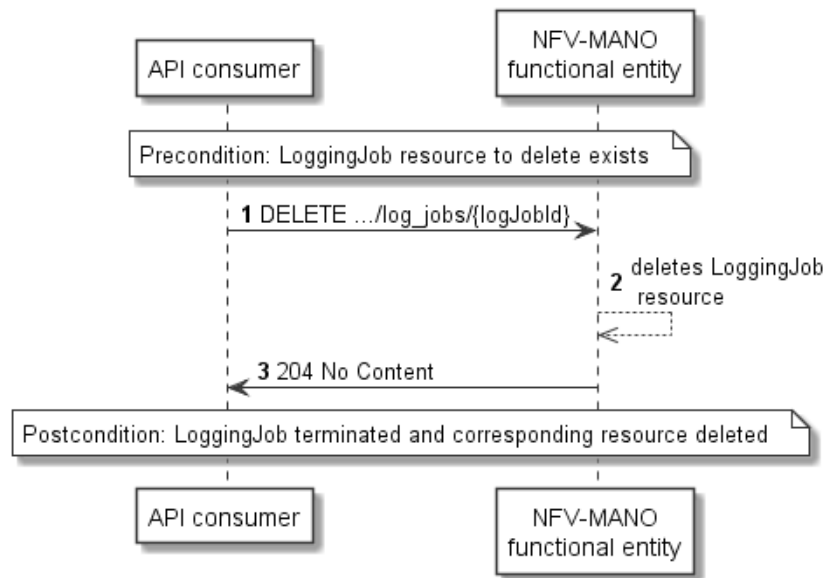 API consumer
NFV-MANO
functional entity
Precondition: LoggingJob resource to delete exists
1 DELETE .../log_jobs/{logJobId}
2 deletes LoggingJob
resource
3 204 No Content
Postcondition: LoggingJob terminated and corresponding resource deleted
API consumer
NFV-MANO
functional entity